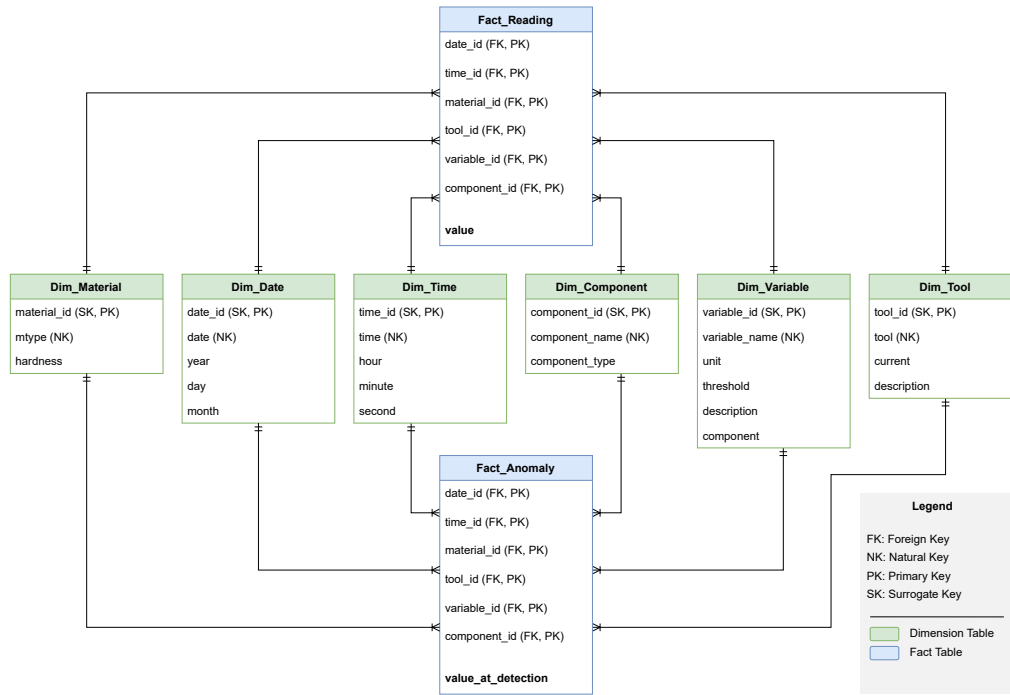 Fact_Reading
date_id (FK, PK)
time_id (FK, PK)
material_id (FK, PK)
tool_id (FK, PK)
variable_id (FK, PK)
component_id (FK, PK)
value
Dim_Material
material_id (SK, PK)
mtype (NK)
hardness
Dim_Date
date_id (SK, PK)
date (NK)
year
day
month
Dim_Time
time_id (SK, PK)
time (NK)
hour
minute
second
Dim_Component
component_id (SK, PK)
component_name (NK)
component_type
Dim_Variable
variable_id (SK, PK)
variable_name (NK)
unit
threshold
description
component
Dim_Tool
tool_id (SK, PK)
tool (NK)
current
description
Fact_Anomaly
date_id (FK, PK)
time_id (FK, PK)
material_id (FK, PK)
tool_id (FK, PK)
variable_id (FK, PK)
component_id (FK, PK)
value_at_detection
Legend
FK: Foreign Key
NK: Natural Key
PK: Primary Key
SK: Surrogate Key
Dimension Table
Fact Table